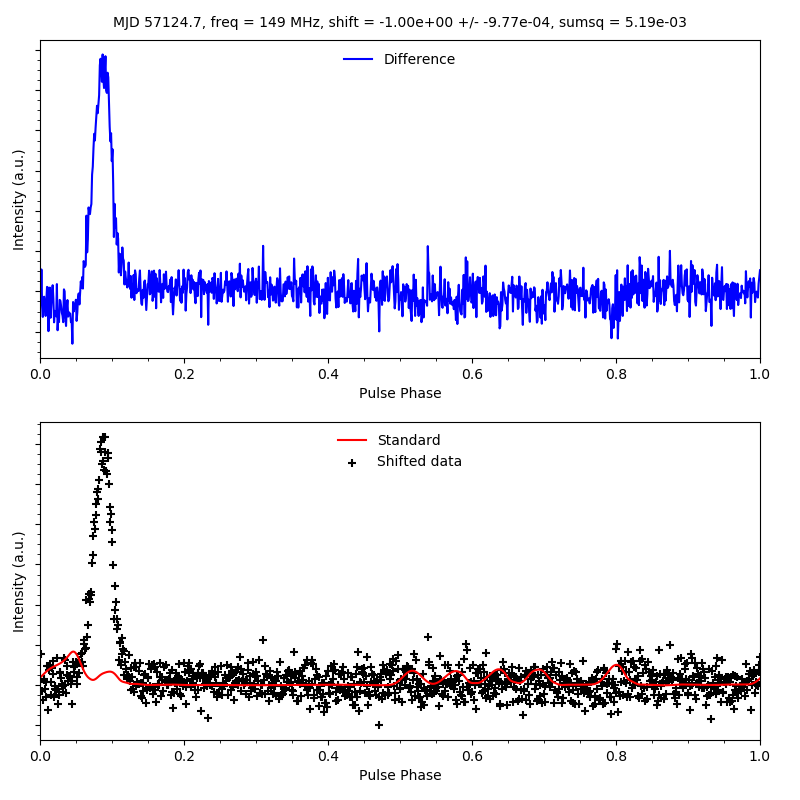 MJD 57124.7, freq = 149 MHz, shift = -1.00e+00 +/- -9.77e-04, sumsq = 5.19e-03
Difference
Intensity (a.u.)
0.0 0.2 0.4 0.6 0.8 1.0
Pulse Phase
Standard
Shifted data
Intensity (a.u.)
0.0 0.2 0.4 0.6 0.8 1.0
Pulse Phase